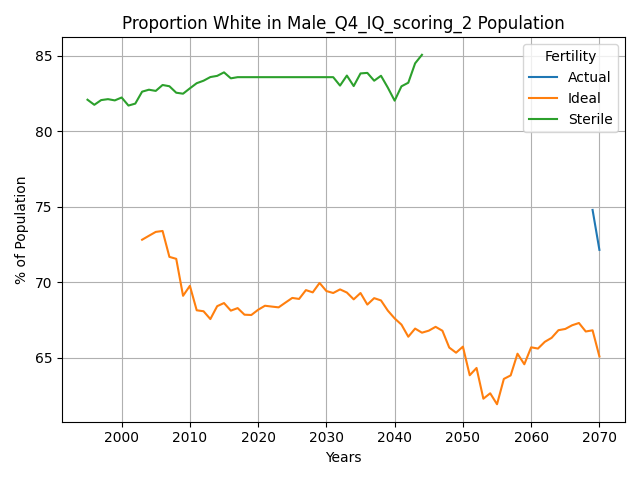 Proportion White in Male_Q4_IQ_scoring_2 Population
85
80
75
70
65
% of Population
Fertility
Actual
Ideal
Sterile
2000 2010 2020 2030 2040 2050 2060 2070
Years